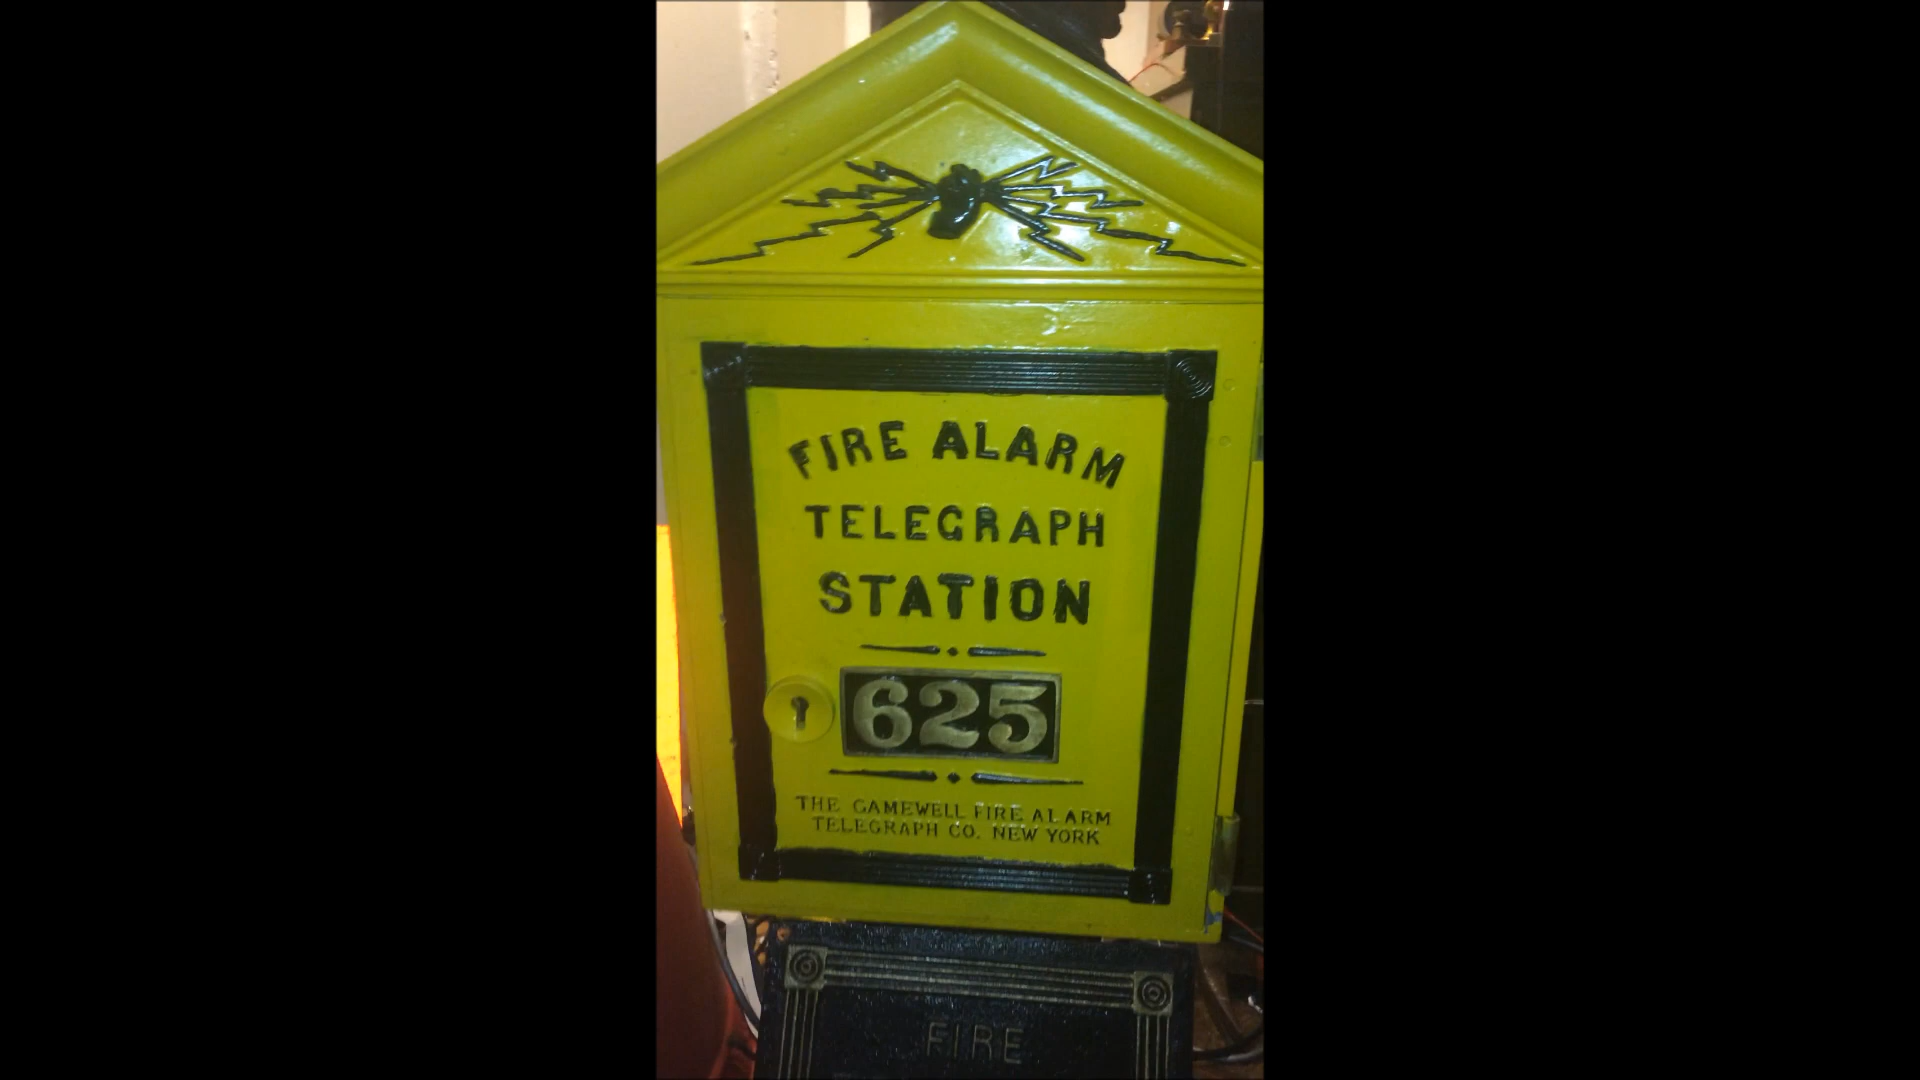 FIRE ALARM
TELEGRAPH
STATION
625
THE GAMEWELL FIRE ALARM
TELEGRAPH CO. NEW YORK
FIRE